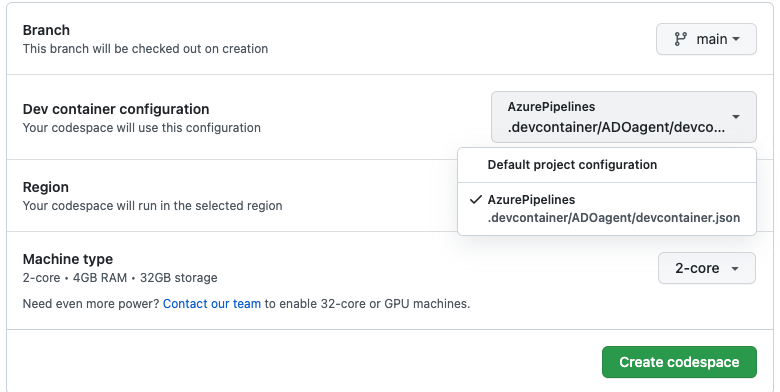 Branch
This branch will be checked out on creation
main
Dev container configuration
Your codespace will use this configuration
AzurePipelines
.devcontainer/ADOagent/devco...
Default project configuration
AzurePipelines
.devcontainer/ADOagent/devcontainer.json
Region
Your codespace will run in the selected region
Machine type
2-core • 4GB RAM • 32GB storage
2-core
Need even more power? Contact our team to enable 32-core or GPU machines.
Create codespace